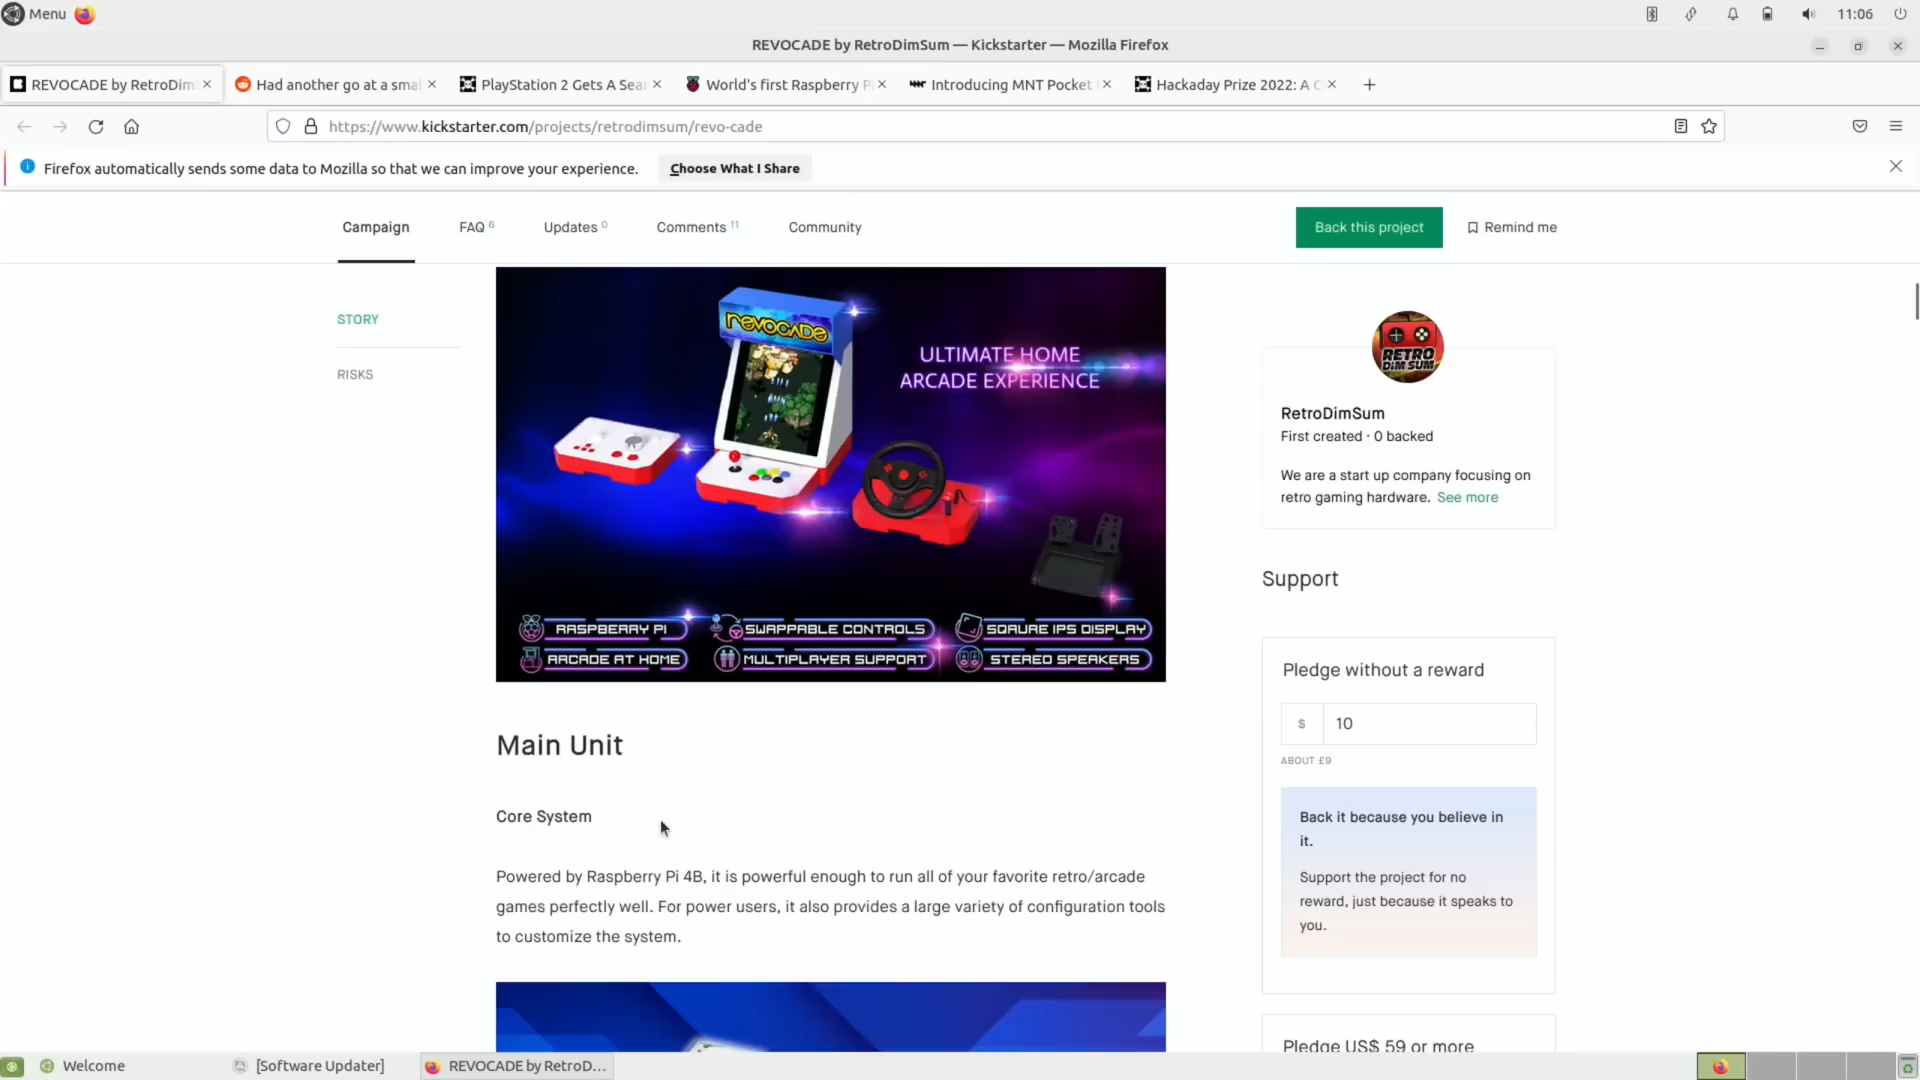 Menu
11:06
REVOCADE by RetroDimSum — Kickstarter — Mozilla Firefox
REVOCADE by RetroDim
Had another go at a smal
PlayStation 2 Gets A Sear
World's first Raspberry P
Introducing MNT Pocket
Hackaday Prize 2022: A C
https://www.kickstarter.com/projects/retrodimsum/revo-cade
Firefox automatically sends some data to Mozilla so that we can improve your experience.
Choose What I Share
Campaign
FAQ 6
Updates 0
Comments 11
Community
Back this project
Remind me
STORY
RISKS
REVOCADE
ULTIMATE HOME
ARCADE EXPERIENCE
RASPBERRY PI
SWAPPABLE CONTROLS
SQRURE IPS DISPLAY
ARCADE AT HOME
MULTIPLAYER SUPPORT
STEREO SPEAKERS
Main Unit
Core System
Powered by Raspberry Pi 4B, it is powerful enough to run all of your favorite retro/arcade
games perfectly well. For power users, it also provides a large variety of configuration tools
to customize the system.
RETRO
DIM SUM
RetroDimSum
First created · 0 backed
We are a start up company focusing on
retro gaming hardware. See more
Support
Pledge without a reward
$ 10
ABOUT £9
Back it because you believe in
it.
Support the project for no
reward, just because it speaks to
you.
Pledge US$ 59 or more
Welcome
[Software Updater]
REVOCADE by RetroD...